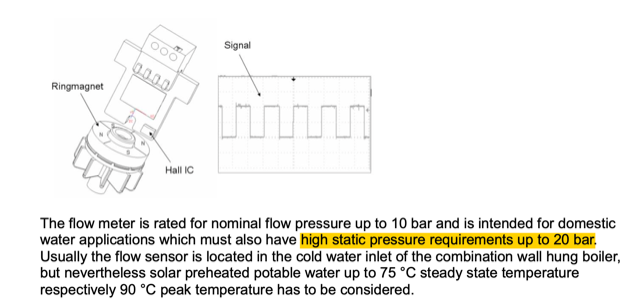 Signal
Ringmagnet
Hall IC
The flow meter is rated for nominal flow pressure up to 10 bar and is intended for domestic
water applications which must also have high static pressure requirements up to 20 bar.
Usually the flow sensor is located in the cold water inlet of the combination wall hung boiler,
but nevertheless solar preheated potable water up to 75 °C steady state temperature
respectively 90 °C peak temperature has to be considered.